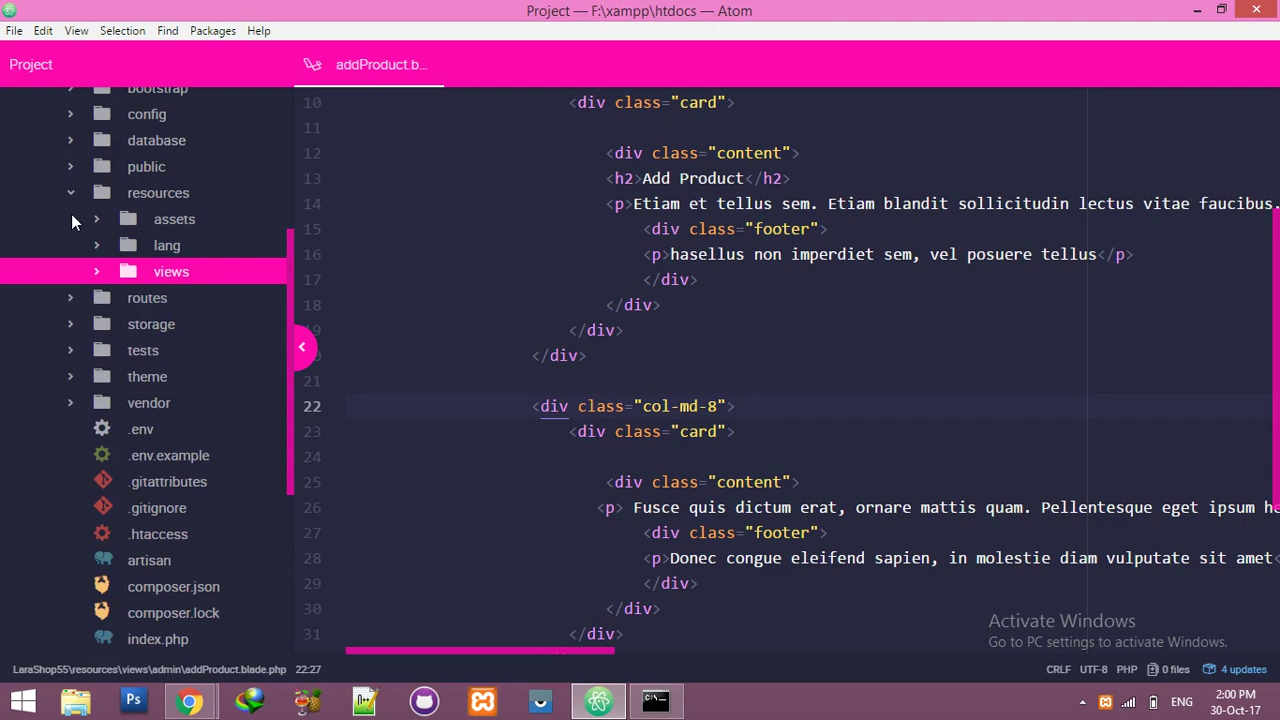 Project — F:\xampp\htdocs — Atom
File Edit View Selection Find Packages Help
Project
addProduct.b...
bootstrap
config
database
public
resources
assets
lang
views
routes
storage
tests
theme
vendor
.env
.env.example
.gitattributes
.gitignore
.htaccess
artisan
composer.json
composer.lock
index.php
10 <div class="card">
11
12 <div class="content">
13 <h2>Add Product</h2>
14 <p>Etiam et tellus sem. Etiam blandit sollicitudin lectus vitae faucibus.
15 <div class="footer">
16 <p>hasellus non imperdiet sem, vel posuere tellus</p>
17 </div>
18 </div>
19 </div>
</div>
21
22 <div class="col-md-8">
23 <div class="card">
24
25 <div class="content">
26 <p> Fusce quis dictum erat, ornare mattis quam. Pellentesque eget ipsum
27 <div class="footer">
28 <p>Donec congue eleifend sapien, in molestie diam vulputate sit amet<
29 </div>
30 </div>
31 </div>
Activate Windows
Go to PC settings to activate Windows.
LaraShop55\resources\views\admin\addProduct.blade.php 22:27
CRLF UTF-8 PHP 0 files 4 updates
Ps
C:\
ENG
2:00 PM
30-Oct-17